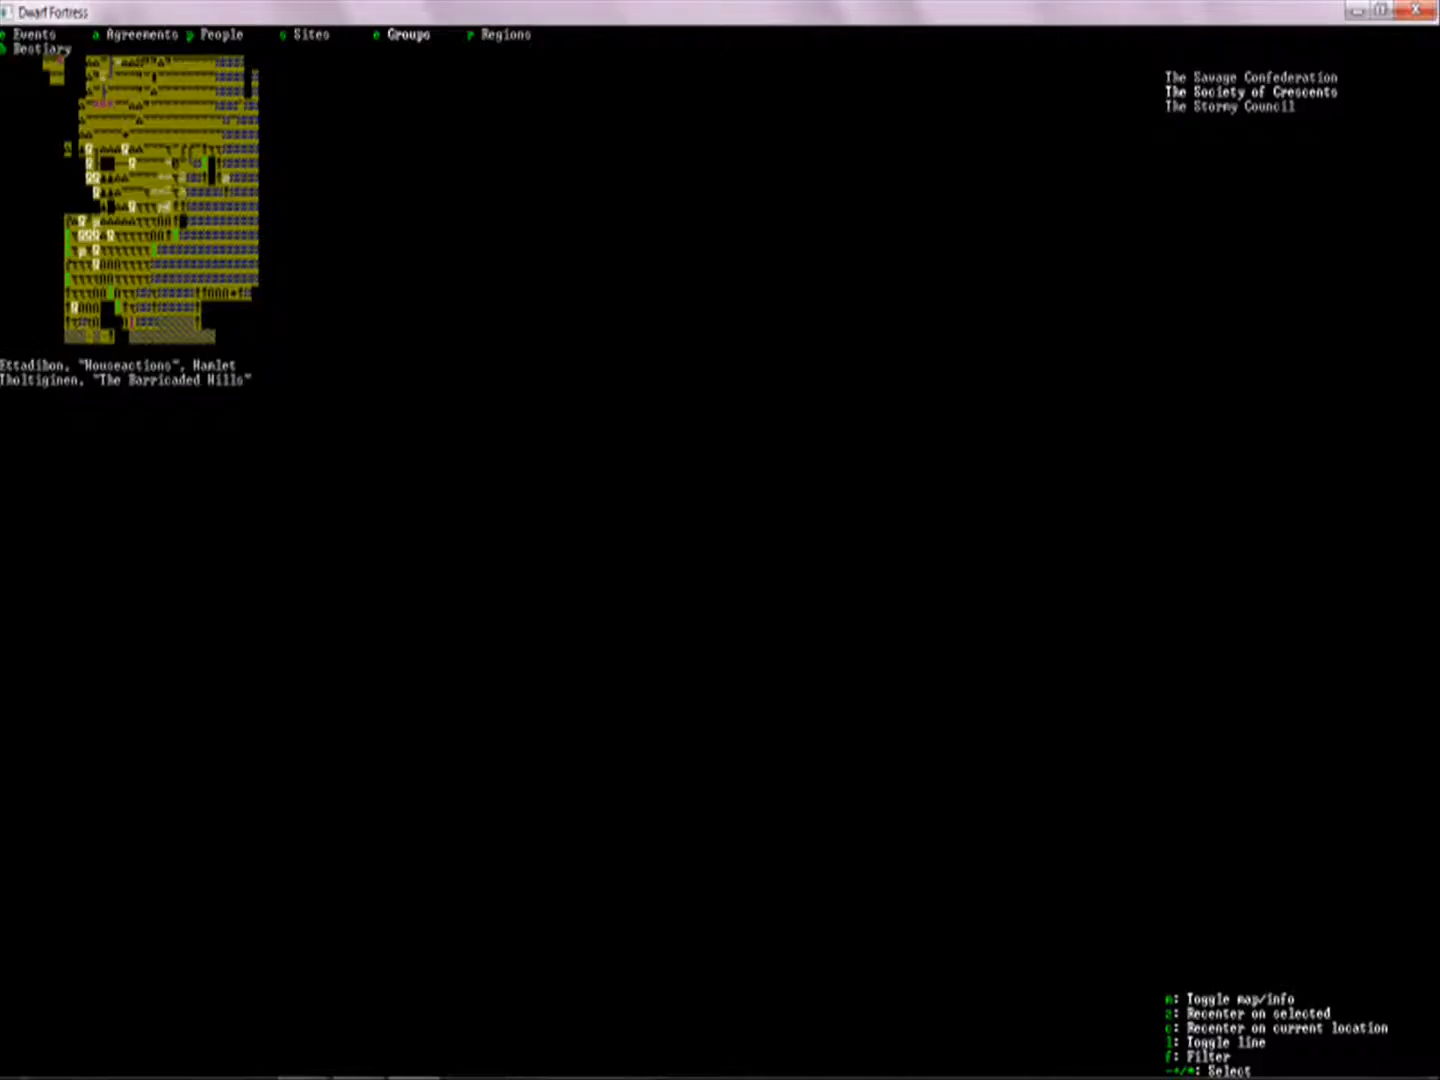 Dwarf Fortress
e Events a Agreements p People s Sites e Groups r Regions
b Bestiary
The Savage Confederation
The Society of Crescents
The Stormy Council
Ettadihon, "Houseactions", Hamlet
Tholtiginen, "The Barricaded Hills"
m: Toggle map/info
z: Recenter on selected
c: Recenter on current location
l: Toggle line
f: Filter
-+/*: Select